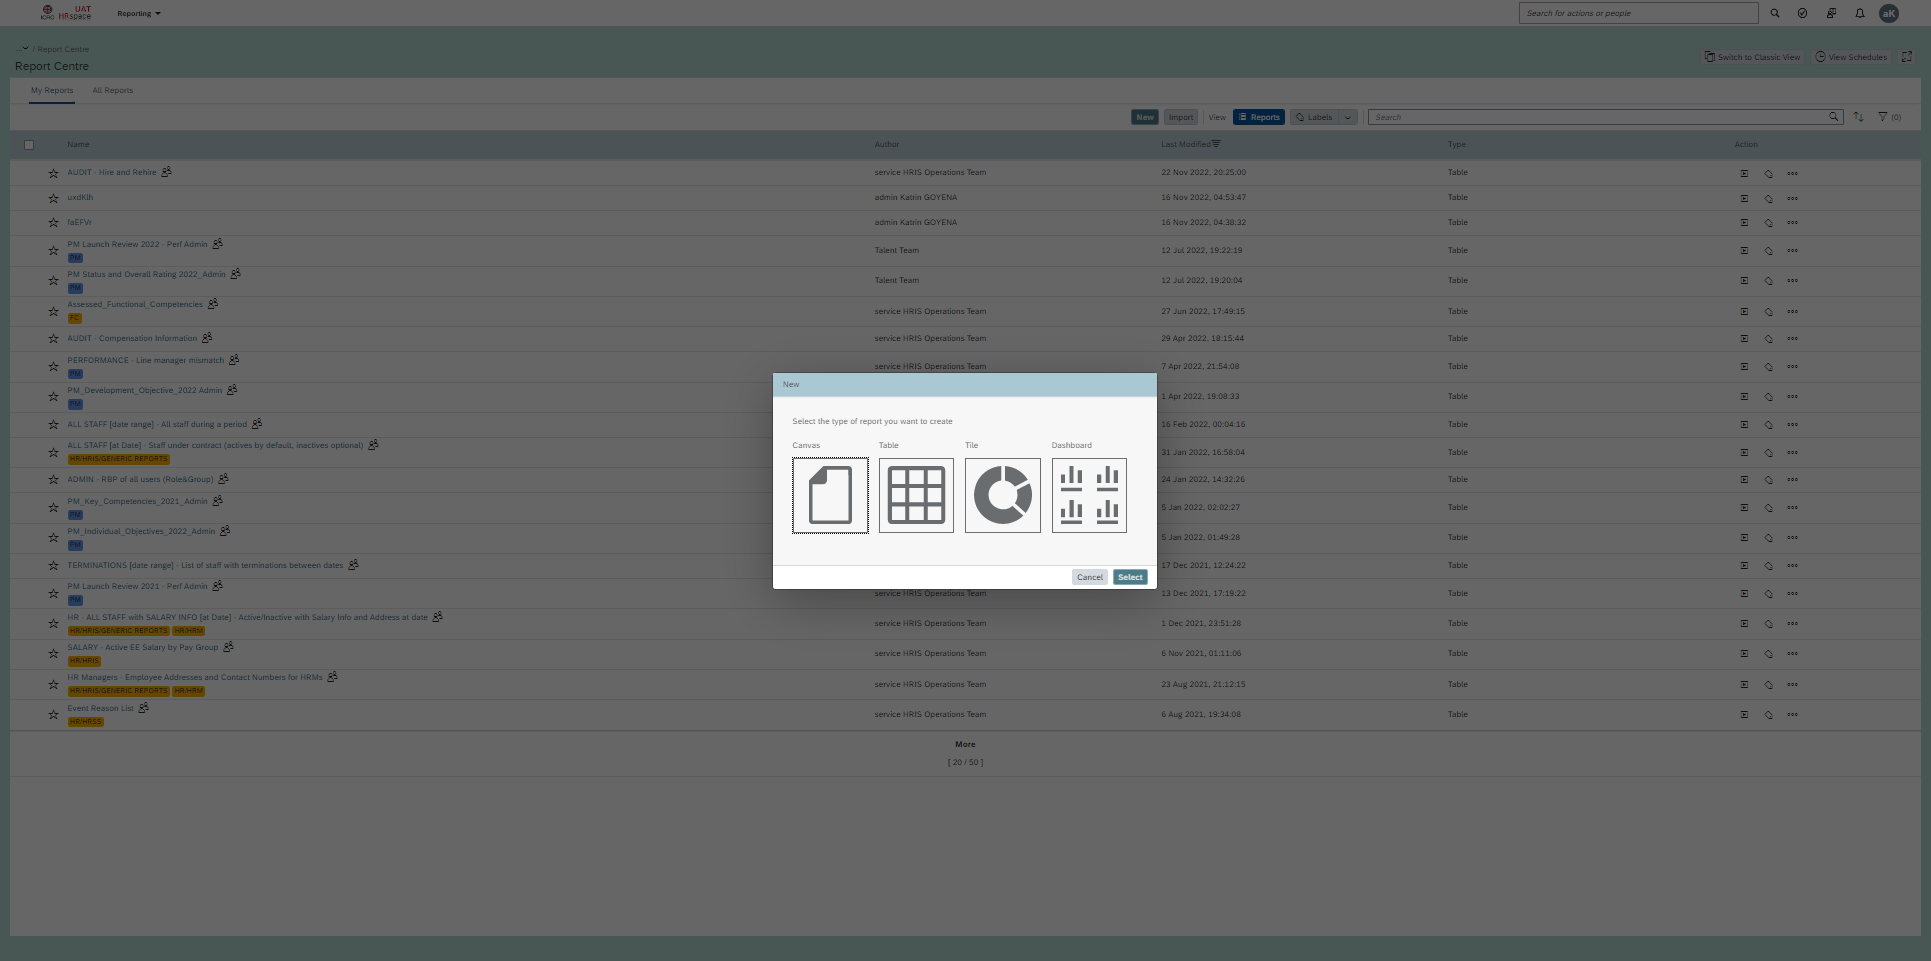 UAT
ICRC HRspace
Reporting
Search for actions or people
aK
... / Report Centre
Report Centre
Switch to Classic View
View Schedules
My Reports
All Reports
New
Import
View
Reports
Labels
Search
(0)
Name Author Last Modified Type Action
AUDIT - Hire and Rehire service HRIS Operations Team 22 Nov 2022, 20:25:00 Table
uxdKlh admin Katrin GOYENA 16 Nov 2022, 04:53:47 Table
faEFVr admin Katrin GOYENA 16 Nov 2022, 04:38:32 Table
PM Launch Review 2022 - Perf Admin Talent Team 12 Jul 2022, 19:22:19 Table
PM
PM Status and Overall Rating 2022_Admin Talent Team 12 Jul 2022, 19:20:04 Table
PM
Assessed_Functional_Competencies service HRIS Operations Team 27 Jun 2022, 17:49:15 Table
FC
AUDIT - Compensation Information service HRIS Operations Team 29 Apr 2022, 18:15:44 Table
PERFORMANCE - Line manager mismatch service HRIS Operations Team 7 Apr 2022, 21:54:08 Table
PM
PM_Development_Objective_2022 Admin 1 Apr 2022, 19:08:33 Table
PM
ALL STAFF [date range] - All staff during a period 16 Feb 2022, 00:04:16 Table
ALL STAFF [at Date] - Staff under contract (actives by default, inactives optional) 31 Jan 2022, 16:58:04 Table
HR/HRIS/GENERIC REPORTS
ADMIN - RBP of all users (Role&Group) 24 Jan 2022, 14:32:26 Table
PM_Key_Competencies_2021_Admin 5 Jan 2022, 02:02:27 Table
PM
PM_Individual_Objectives_2022_Admin 5 Jan 2022, 01:49:28 Table
PM
TERMINATIONS [date range] - List of staff with terminations between dates 17 Dec 2021, 12:24:22 Table
PM Launch Review 2021 - Perf Admin service HRIS Operations Team 13 Dec 2021, 17:19:22 Table
PM
HR - ALL STAFF with SALARY INFO [at Date] - Active/Inactive with Salary Info and Address at date service HRIS Operations Team 1 Dec 2021, 23:51:28 Table
HR/HRIS/GENERIC REPORTS HR/HRM
SALARY - Active EE Salary by Pay Group service HRIS Operations Team 6 Nov 2021, 01:11:06 Table
HR/HRIS
HR Managers - Employee Addresses and Contact Numbers for HRMs service HRIS Operations Team 23 Aug 2021, 21:12:15 Table
HR/HRIS/GENERIC REPORTS HR/HRM
Event Reason List service HRIS Operations Team 6 Aug 2021, 19:34:08 Table
HR/HRSS
More
[ 20 / 50 ]
New
Select the type of report you want to create
Canvas Table Tile Dashboard
Cancel Select